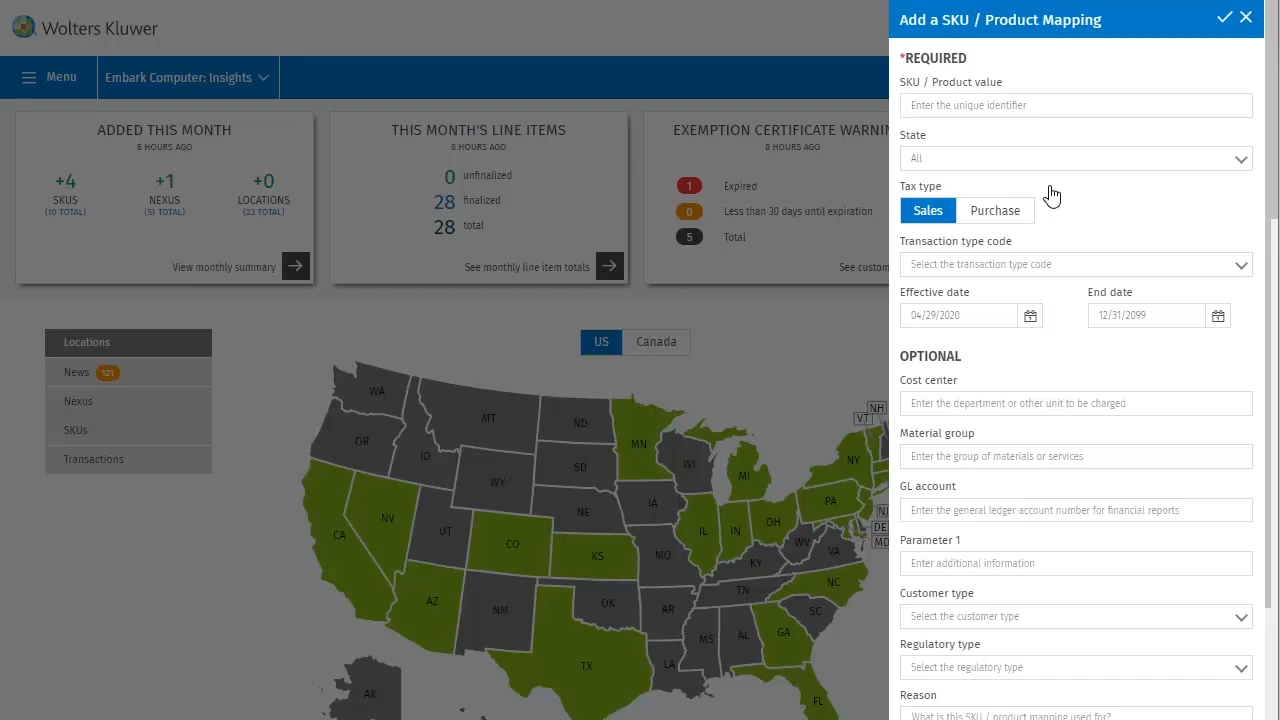 Wolters Kluwer
Menu
Embark Computer: Insights
ADDED THIS MONTH
8 HOURS AGO
+4
SKUS
(10 TOTAL)
+1
NEXUS
(51 TOTAL)
+0
LOCATIONS
(23 TOTAL)
View monthly summary
THIS MONTH'S LINE ITEMS
8 HOURS AGO
0 unfinalized
28 finalized
28 total
See monthly line item totals
EXEMPTION CERTIFICATE WARNIN
8 HOURS AGO
1 Expired
0 Less than 30 days until expiration
5 Total
See custom
Locations
News 121
Nexus
SKUs
Transactions
US
Canada
WA
MT
ND
MN
OR
ID
SD
WI
WY
MI
NY
VT
NH
IA
NE
PA
NJ
NV
UT
CO
IL
IN
OH
DE
MD
CA
KS
MO
WV
VA
KY
AZ
NM
OK
AR
TN
NC
SC
MS
AL
GA
TX
LA
AK
FL
Add a SKU / Product Mapping
*REQUIRED
SKU / Product value
Enter the unique identifier
State
All
Tax type
Sales
Purchase
Transaction type code
Select the transaction type code
Effective date
End date
04/29/2020
12/31/2099
OPTIONAL
Cost center
Enter the department or other unit to be charged
Material group
Enter the group of materials or services
GL account
Enter the general ledger account number for financial reports
Parameter 1
Enter additional information
Customer type
Select the customer type
Regulatory type
Select the regulatory type
Reason
What is this SKU / product mapping used for?